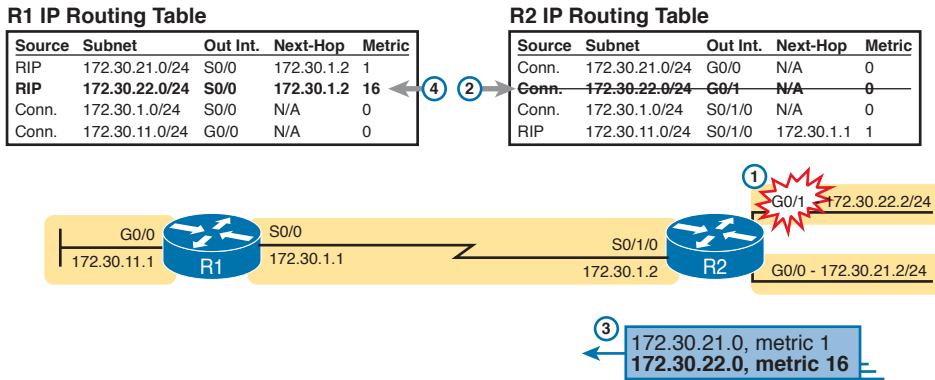 R1 IP Routing Table
Source Subnet Out Int. Next-Hop Metric
RIP 172.30.21.0/24 S0/0 172.30.1.2 1
RIP 172.30.22.0/24 S0/0 172.30.1.2 16
Conn. 172.30.1.0/24 S0/0 N/A 0
Conn. 172.30.11.0/24 G0/0 N/A 0
4
R2 IP Routing Table
Source Subnet Out Int. Next-Hop Metric
Conn. 172.30.21.0/24 G0/0 N/A 0
Conn. 172.30.22.0/24 G0/1 N/A 0
Conn. 172.30.1.0/24 S0/1/0 N/A 0
RIP 172.30.11.0/24 S0/1/0 172.30.1.1 1
2
1
G0/1 - 172.30.22.2/24
G0/0
172.30.11.1
R1
S0/0
172.30.1.1
S0/1/0
172.30.1.2
R2
G0/0 - 172.30.21.2/24
3
172.30.21.0, metric 1
172.30.22.0, metric 16